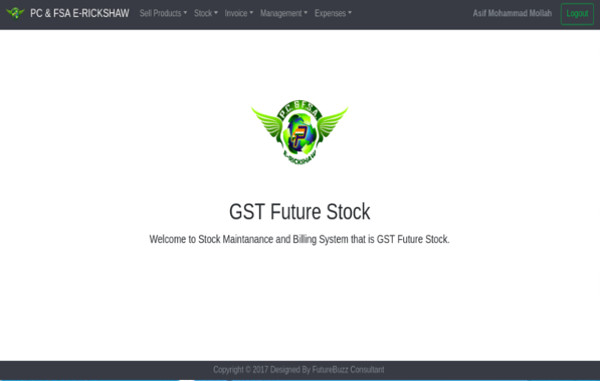 PC & FSA E-RICKSHAW Sell Products Stock Invoice Management Expenses Asif Mohammad Mollah Logout
PC & FSA
E-RICKSHAW
GST Future Stock
Welcome to Stock Maintanance and Billing System that is GST Future Stock.
Copyright © 2017 Designed By FutureBuzz Consultant